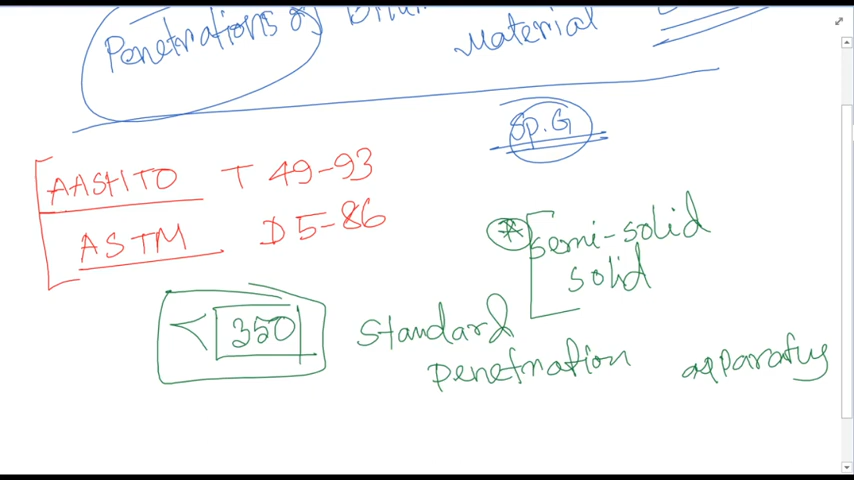 Penetrations of
Material
Sp.G
AASHTO T 49-93
ASTM D 5-86
* semi-solid
solid
< 350 Standard
penetration apparatus